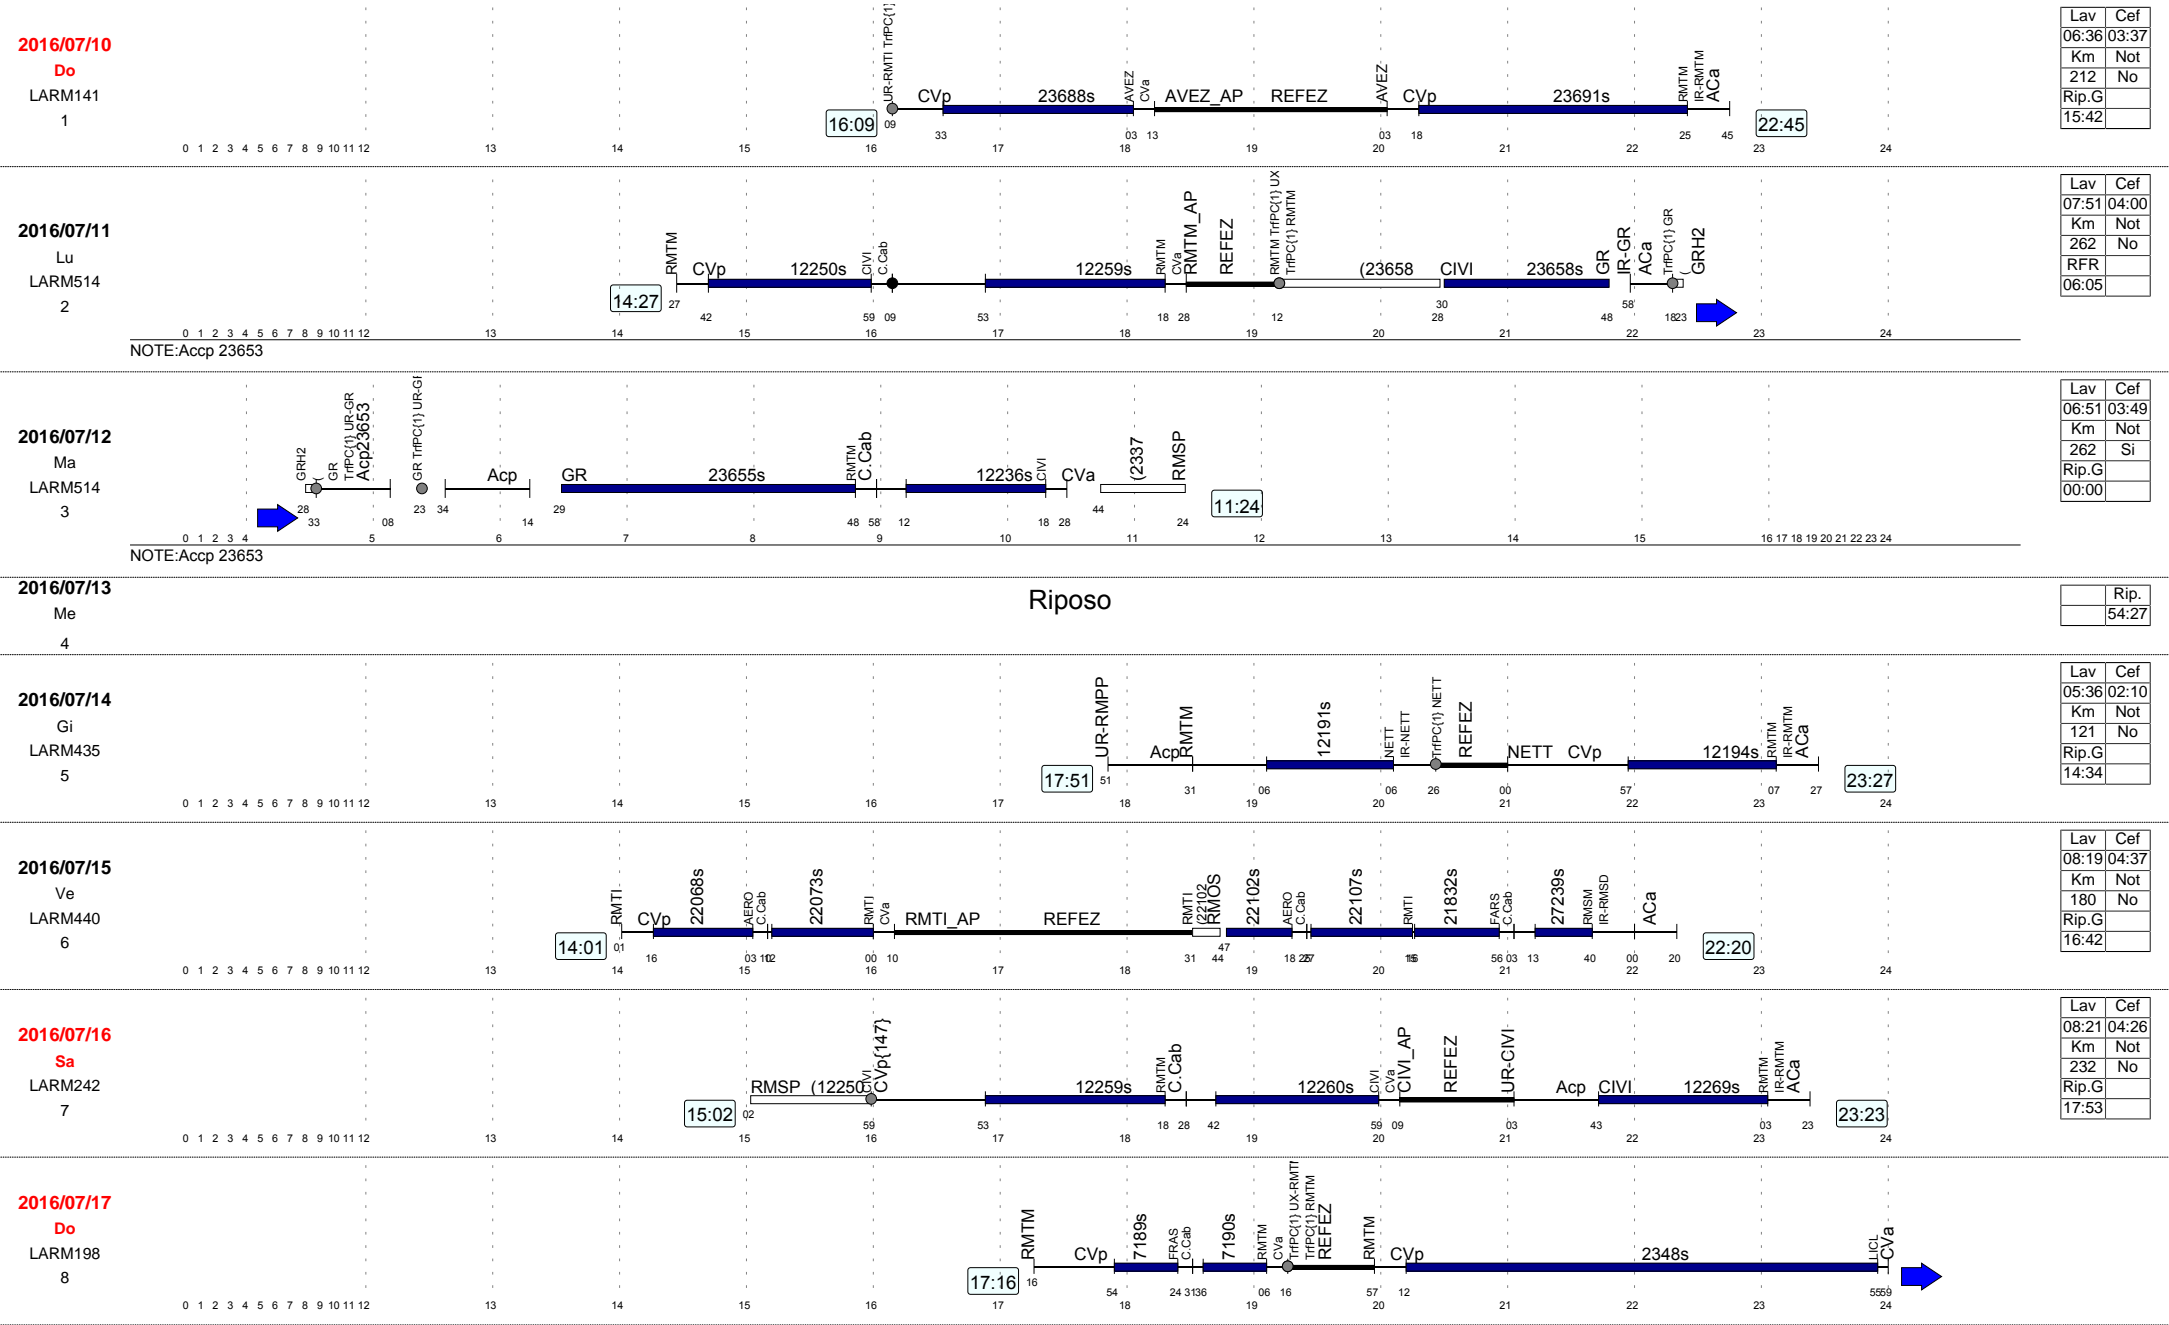 2016/07/10
Do
LARM141
1
16:09
UR-RMTI TrfPC{1}
CVp 23688s AVEZ CVa AVEZ_AP REFEZ AVEZ CVp 23691s RMTM IR-RMTM ACa
22:45
09 33 03 13 03 18 25 45
0 1 2 3 4 5 6 7 8 9 10 11 12 13 14 15 16 17 18 19 20 21 22 23 24
Lav Cef
06:36 03:37
Km Not
212 No
Rip.G
15:42
2016/07/11
Lu
LARM514
2
14:27
RMTM CVp 12250s CIVI C.Cab 12259s RMTM CVa RMTM_AP REFEZ RMTM TrfPC{1} UX TrfPC{1} RMTM (23658 CIVI 23658s GR IR-GR ACa TrfPC{1} GR ( GRH2
27 42 59 09 53 18 28 12 28 30 48 58 18 23
0 1 2 3 4 5 6 7 8 9 10 11 12 13 14 15 16 17 18 19 20 21 22 23 24
NOTE:Accp 23653
Lav Cef
07:51 04:00
Km Not
262 No
RFR
06:05
2016/07/12
Ma
LARM514
3
GRH2 ( GR TrfPC{1} UR-GR Acp23653 GR TrfPC{1} UR-GR Acp GR 23655s RMTM C.Cab 12236s CIVI CVa (2337 RMSP
11:24
28 33 08 23 34 14 29 48 58 12 18 28 44 24
0 1 2 3 4 5 6 7 8 9 10 11 12 13 14 15 16 17 18 19 20 21 22 23 24
NOTE:Accp 23653
Lav Cef
06:51 03:49
Km Not
262 Si
Rip.G
00:00
2016/07/13
Me
4
Riposo
Rip.
54:27
2016/07/14
Gi
LARM435
5
17:51
UR-RMPP Acp RMTM 12191s NETT IR-NETT TrfPC{1} NETT REFEZ NETT CVp 12194s RMTM IR-RMTM ACa
23:27
51 31 06 06 26 00 57 07 27
0 1 2 3 4 5 6 7 8 9 10 11 12 13 14 15 16 17 18 19 20 21 22 23 24
Lav Cef
05:36 02:10
Km Not
121 No
Rip.G
14:34
2016/07/15
Ve
LARM440
6
14:01
RMTI CVp 22068s AERO C.Cab 22073s RMTI CVa RMTI_AP REFEZ RMTI (22102 RMOS 22102s AERO C.Cab 22107s RMTI 21832s FARS C.Cab 27239s RMSM IR-RMSD ACa
22:20
01 16 03 10 12 00 10 31 44 47 18 25 27 15 16 56 03 13 40 00 20
0 1 2 3 4 5 6 7 8 9 10 11 12 13 14 15 16 17 18 19 20 21 22 23 24
Lav Cef
08:19 04:37
Km Not
180 No
Rip.G
16:42
2016/07/16
Sa
LARM242
7
15:02
RMSP (12250 CIVI CVp{147} 12259s RMTM C.Cab 12260s CIVI CVa CIVI_AP REFEZ UR-CIVI Acp CIVI 12269s RMTM IR-RMTM ACa
23:23
02 59 53 18 28 42 59 09 03 43 03 23
0 1 2 3 4 5 6 7 8 9 10 11 12 13 14 15 16 17 18 19 20 21 22 23 24
Lav Cef
08:21 04:26
Km Not
232 No
Rip.G
17:53
2016/07/17
Do
LARM198
8
17:16
RMTM CVp 7189s FRAS C.Cab 7190s RMTM CVa TrfPC{1} UX-RMTM TrfPC{1} RMTM REFEZ RMTM CVp 2348s LICL CVa
16 54 24 31 36 06 16 57 12 55 59
0 1 2 3 4 5 6 7 8 9 10 11 12 13 14 15 16 17 18 19 20 21 22 23 24